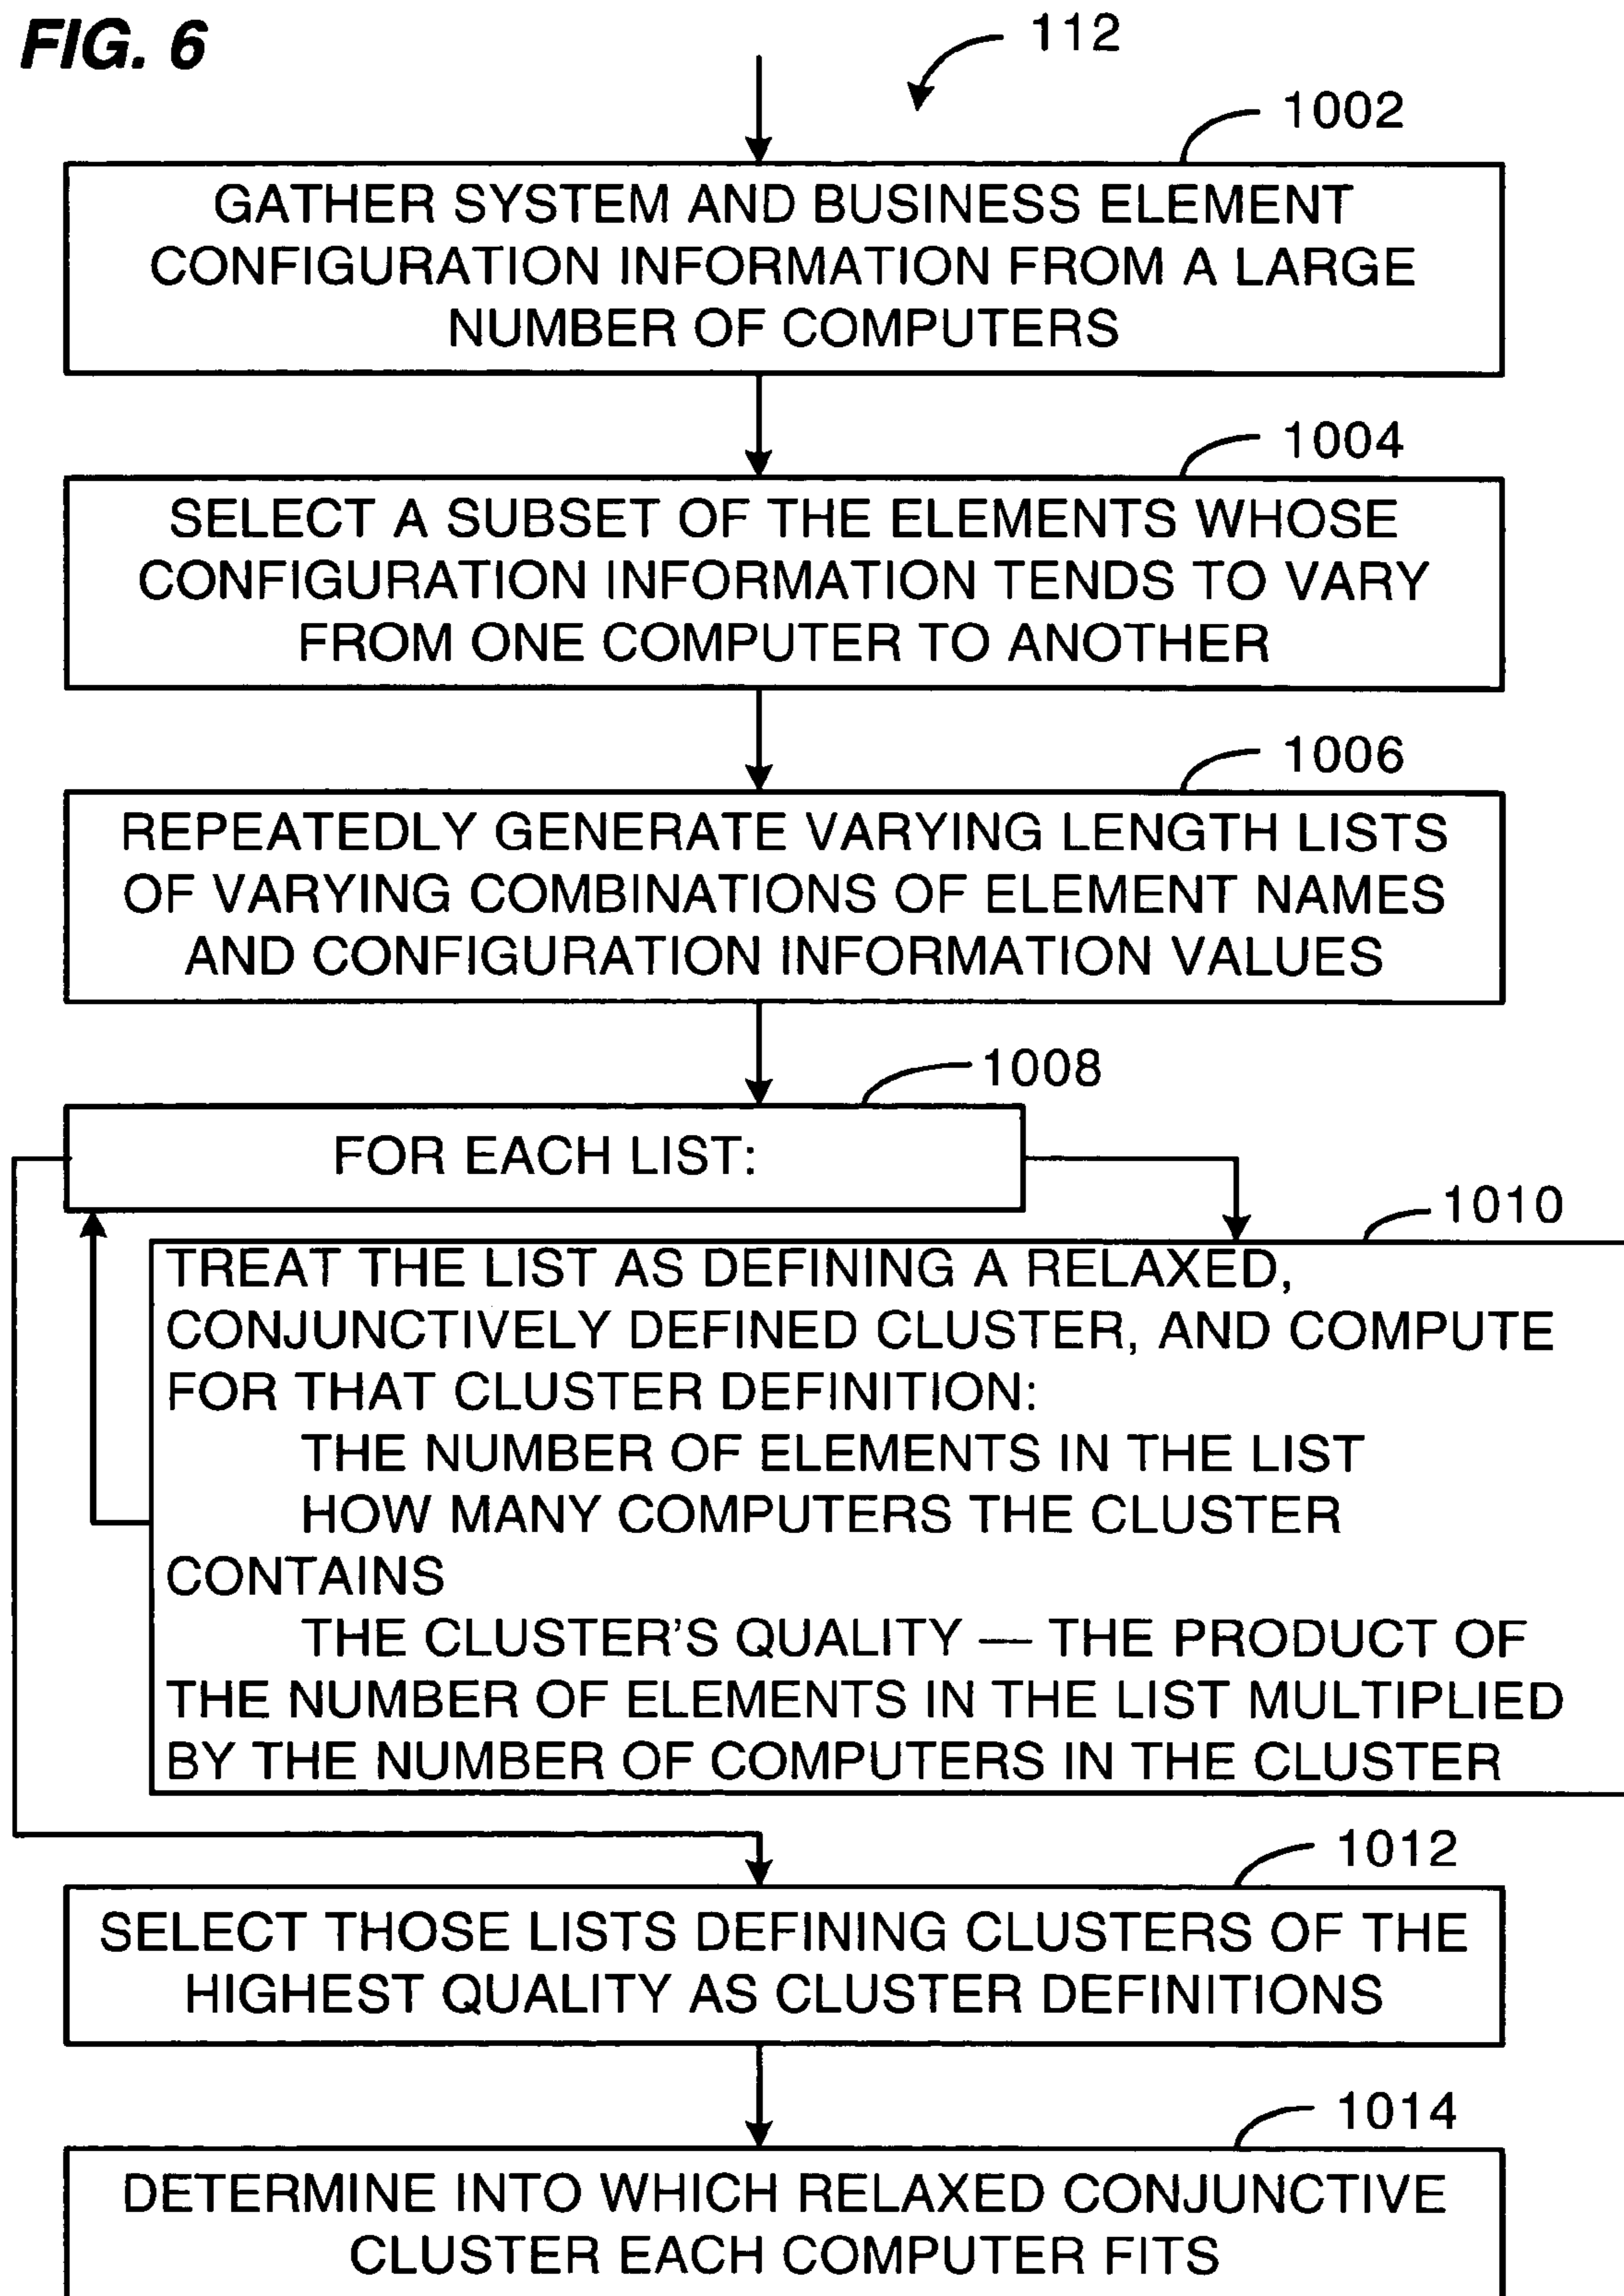 FIG. 6
112
1002
GATHER SYSTEM AND BUSINESS ELEMENT
CONFIGURATION INFORMATION FROM A LARGE
NUMBER OF COMPUTERS
1004
SELECT A SUBSET OF THE ELEMENTS WHOSE
CONFIGURATION INFORMATION TENDS TO VARY
FROM ONE COMPUTER TO ANOTHER
1006
REPEATEDLY GENERATE VARYING LENGTH LISTS
OF VARYING COMBINATIONS OF ELEMENT NAMES
AND CONFIGURATION INFORMATION VALUES
1008
FOR EACH LIST:
1010
TREAT THE LIST AS DEFINING A RELAXED,
CONJUNCTIVELY DEFINED CLUSTER, AND COMPUTE
FOR THAT CLUSTER DEFINITION:
THE NUMBER OF ELEMENTS IN THE LIST
HOW MANY COMPUTERS THE CLUSTER
CONTAINS
THE CLUSTER'S QUALITY — THE PRODUCT OF
THE NUMBER OF ELEMENTS IN THE LIST MULTIPLIED
BY THE NUMBER OF COMPUTERS IN THE CLUSTER
1012
SELECT THOSE LISTS DEFINING CLUSTERS OF THE
HIGHEST QUALITY AS CLUSTER DEFINITIONS
1014
DETERMINE INTO WHICH RELAXED CONJUNCTIVE
CLUSTER EACH COMPUTER FITS